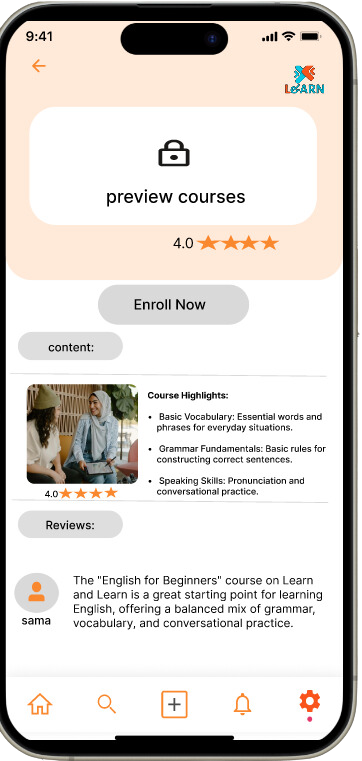 9:41
LeARN
preview courses
4.0
Enroll Now
content:
Course Highlights:
• Basic Vocabulary: Essential words and
phrases for everyday situations.
• Grammar Fundamentals: Basic rules for
constructing correct sentences.
• Speaking Skills: Pronunciation and
conversational practice.
4.0
Reviews:
The "English for Beginners" course on Learn
and Learn is a great starting point for learning
English, offering a balanced mix of grammar,
vocabulary, and conversational practice.
sama